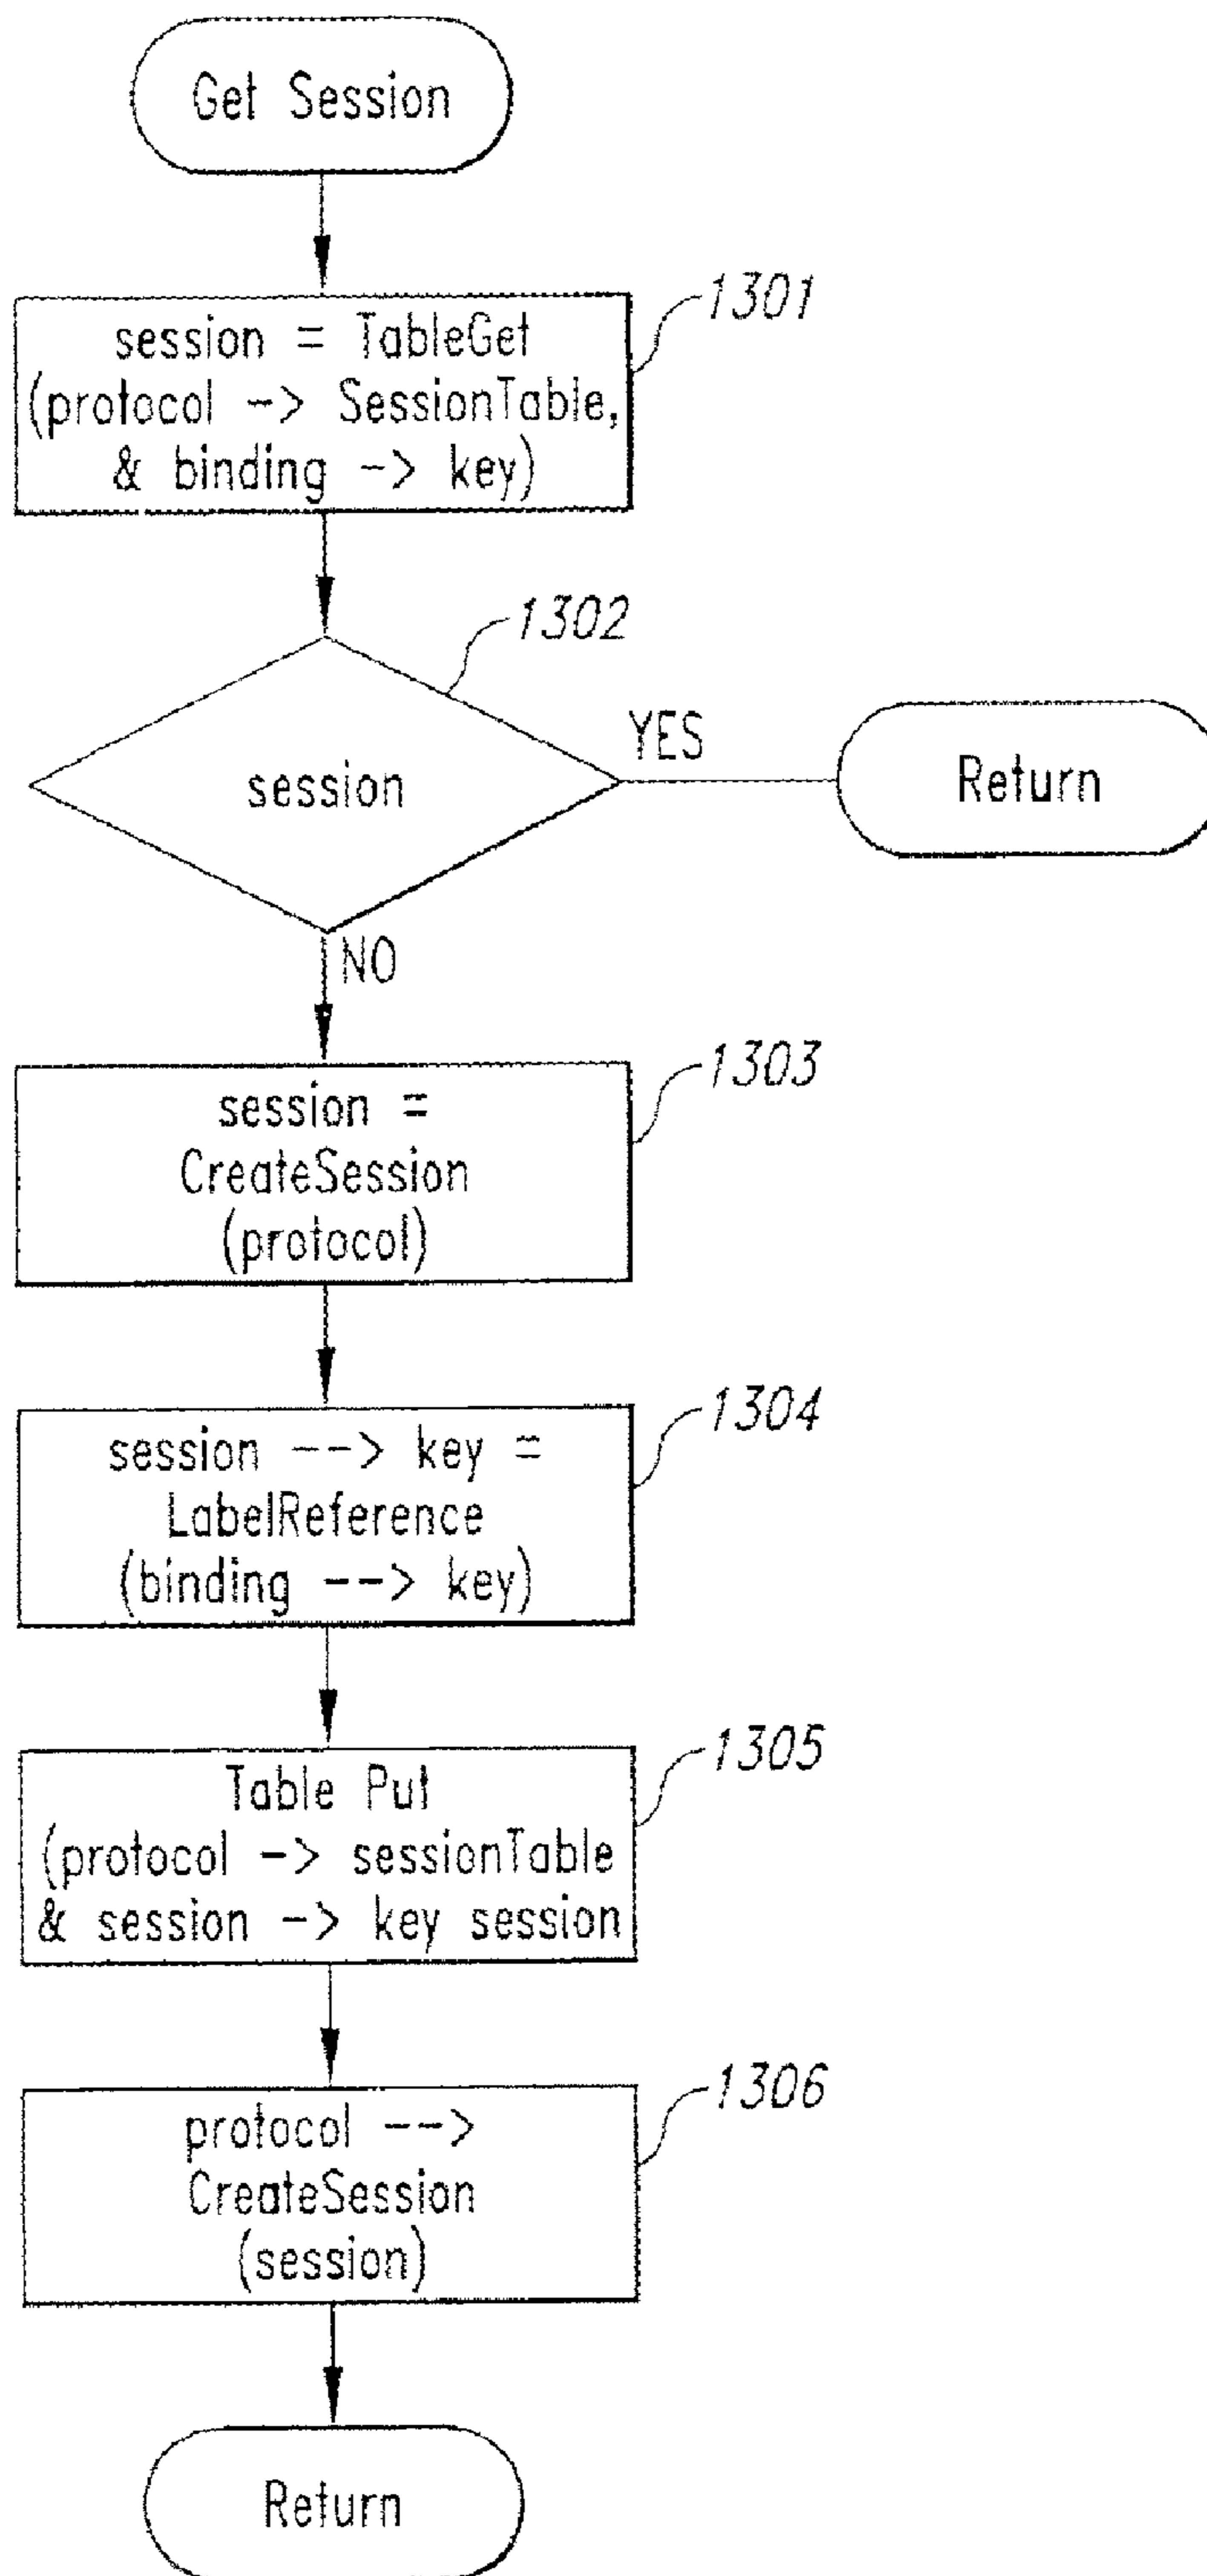 Get Session
1301
session = TableGet
(protocol -> SessionTable,
& binding -> key)
1302
session
YES
Return
NO
1303
session =
CreateSession
(protocol)
1304
session --> key =
LabelReference
(binding --> key)
1305
Table Put
(protocol -> sessionTable
& session -> key session
1306
protocol -->
CreateSession
(session)
Return